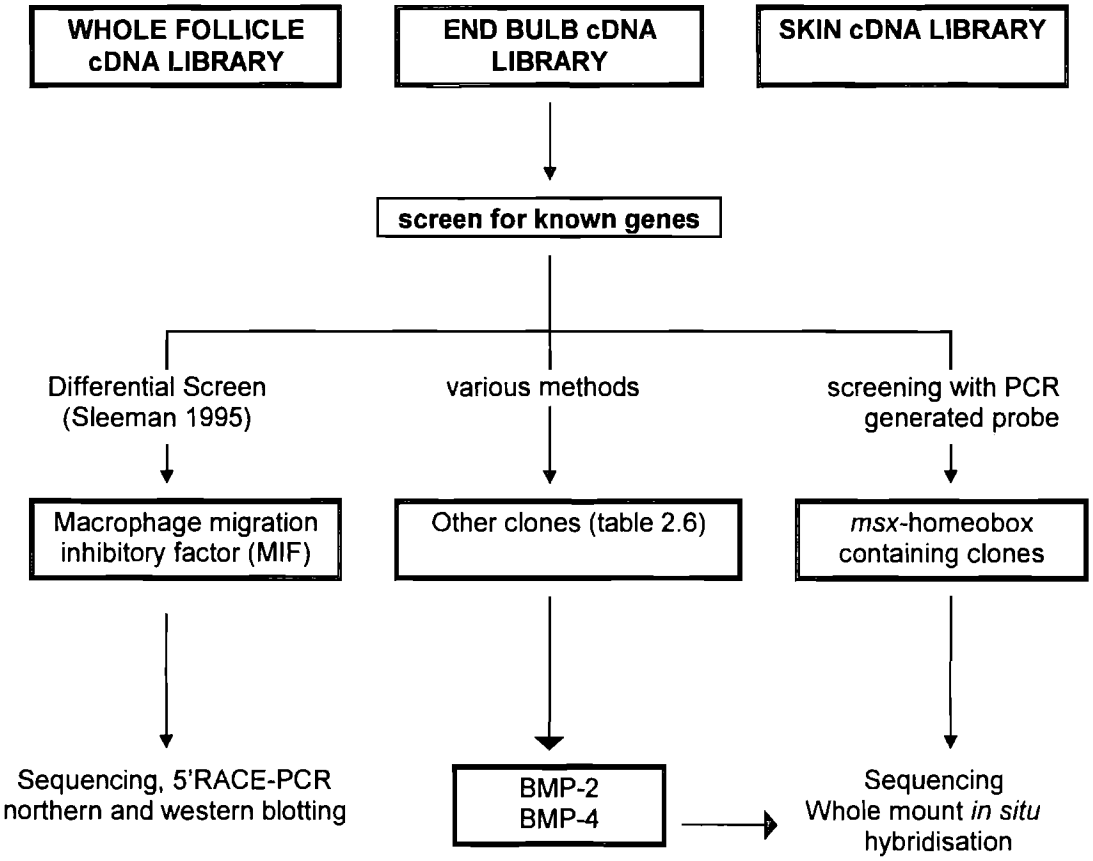 WHOLE FOLLICLE
cDNA LIBRARY
END BULB cDNA
LIBRARY
SKIN cDNA LIBRARY
screen for known genes
Differential Screen
(Sleeman 1995)
various methods
screening with PCR
generated probe
Macrophage migration
inhibitory factor (MIF)
Other clones (table 2.6)
msx-homeobox
containing clones
Sequencing, 5'RACE-PCR
northern and western blotting
BMP-2
BMP-4
Sequencing
Whole mount in situ
hybridisation